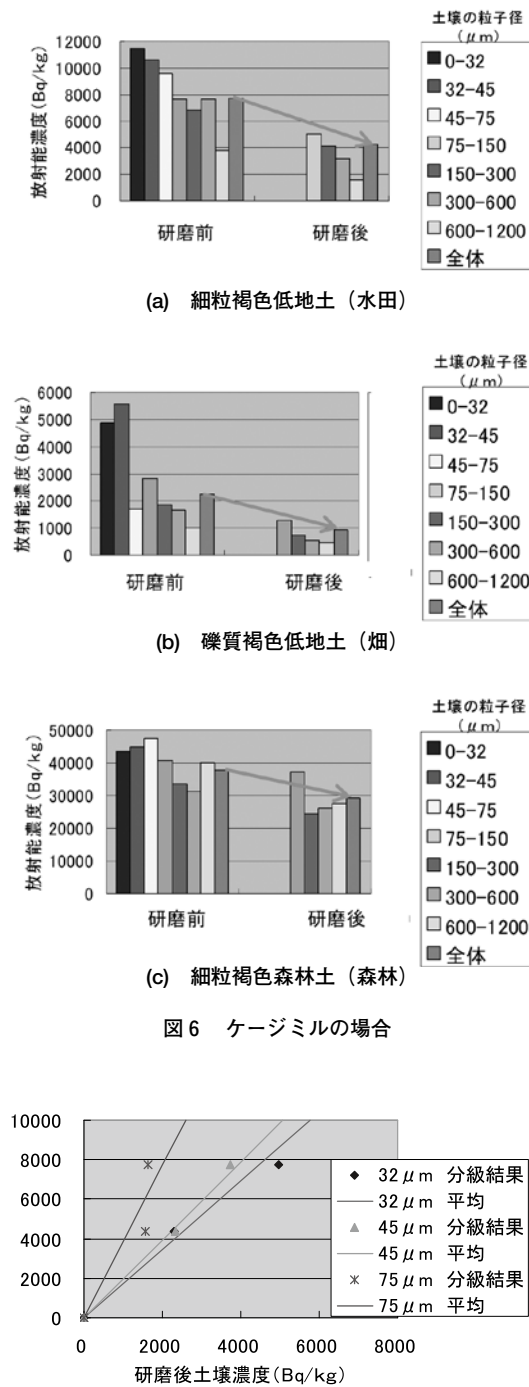 土壌の粒子径
(μm)
12000
10000
8000
6000
4000
2000
0
放射能濃度(Bq/kg)
研磨前
研磨後
0-32
32-45
45-75
75-150
150-300
300-600
600-1200
全体
(a) 細粒褐色低地土（水田）
土壌の粒子径
(μm)
6000
5000
4000
3000
2000
1000
0
放射能濃度(Bq/kg)
研磨前
研磨後
0-32
32-45
45-75
75-150
150-300
300-600
600-1200
全体
(b) 礫質褐色低地土（畑）
土壌の粒子径
(μm)
50000
40000
30000
20000
10000
0
放射能濃度(Bq/kg)
研磨前
研磨後
0-32
32-45
45-75
75-150
150-300
300-600
600-1200
全体
(c) 細粒褐色森林土（森林）
図6 ケージミルの場合
10000
8000
6000
4000
2000
0
0 2000 4000 6000 8000
研磨後土壌濃度(Bq/kg)
32μm 分級結果
32μm 平均
45μm 分級結果
45μm 平均
75μm 分級結果
75μm 平均